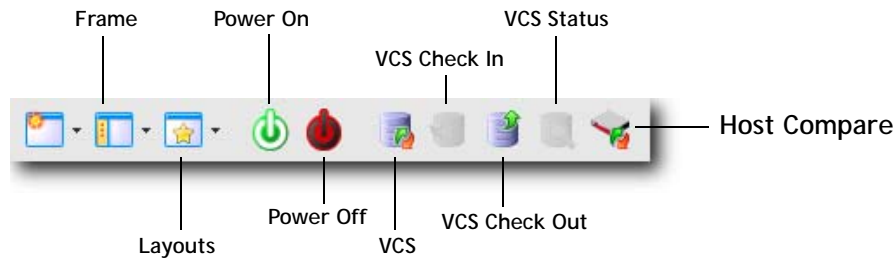 Frame
Power On
VCS Status
VCS Check In
Host Compare
Power Off
VCS Check Out
Layouts
VCS